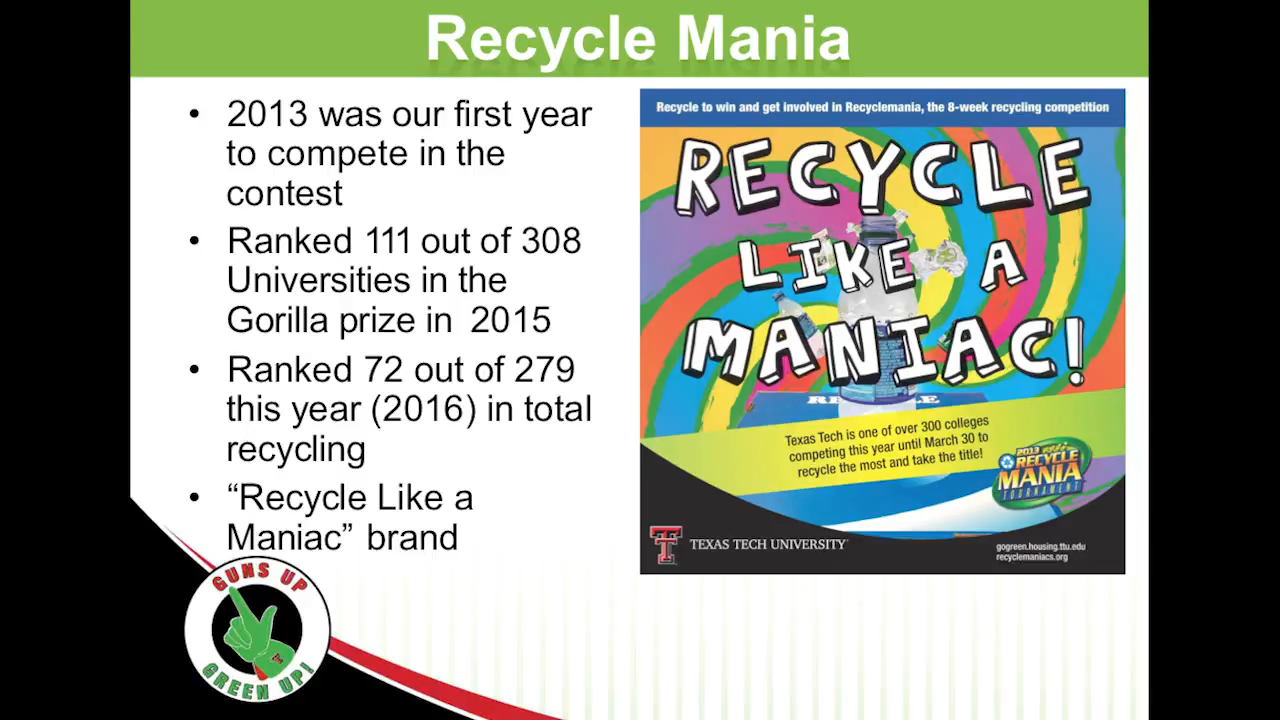 Recycle Mania
• 2013 was our first year
to compete in the
contest
• Ranked 111 out of 308
Universities in the
Gorilla prize in 2015
• Ranked 72 out of 279
this year (2016) in total
recycling
• “Recycle Like a
Maniac” brand
Recycle to win and get involved in Recyclemania, the 8-week recycling competition
RECYCLE
LIKE A
MANIAC!
Texas Tech is one of over 300 colleges
competing this year until March 30 to
recycle the most and take the title!
2013
RECYCLE
MANIA
TOURNAMENT
TEXAS TECH UNIVERSITY
gogreen.housing.ttu.edu
recyclemaniacs.org
GUNS UP
GREEN UP!